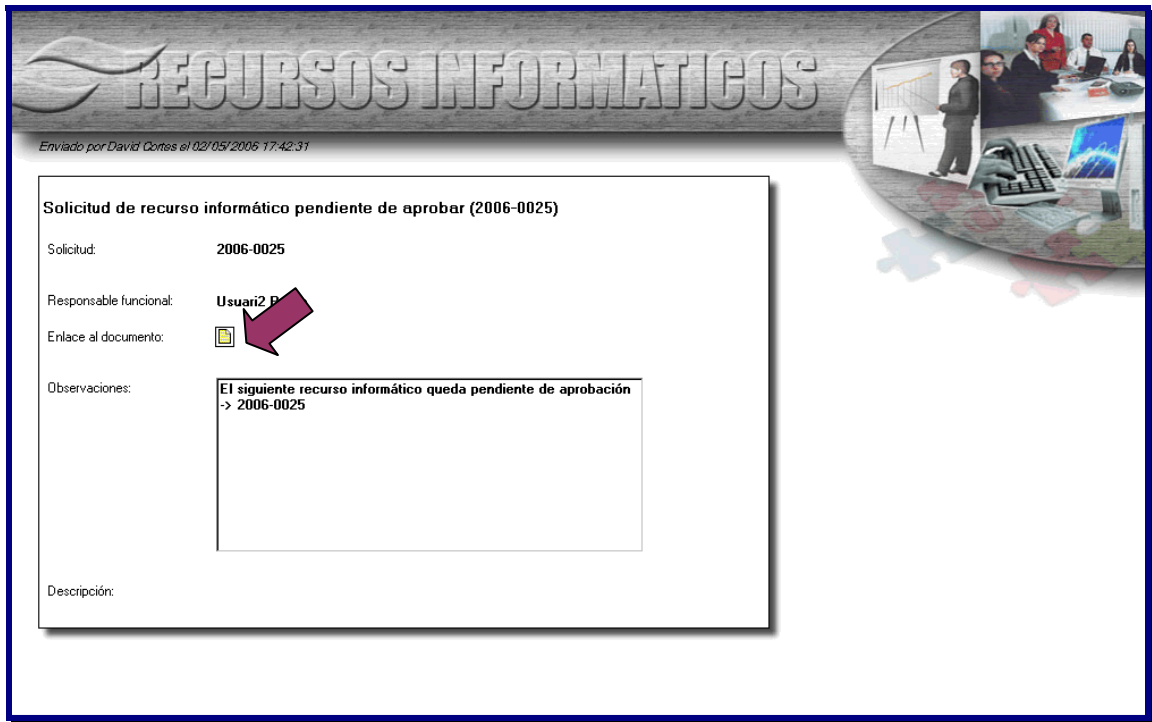 RECURSOS INFORMATICOS
Enviado por David Cortes el 02/05/2006 17:42:31
Solicitud de recurso informático pendiente de aprobar (2006-0025)
Solicitud: 2006-0025
Responsable funcional: Usuari2
Enlace al documento:
Observaciones: El siguiente recurso informático queda pendiente de aprobación
-> 2006-0025
Descripción: